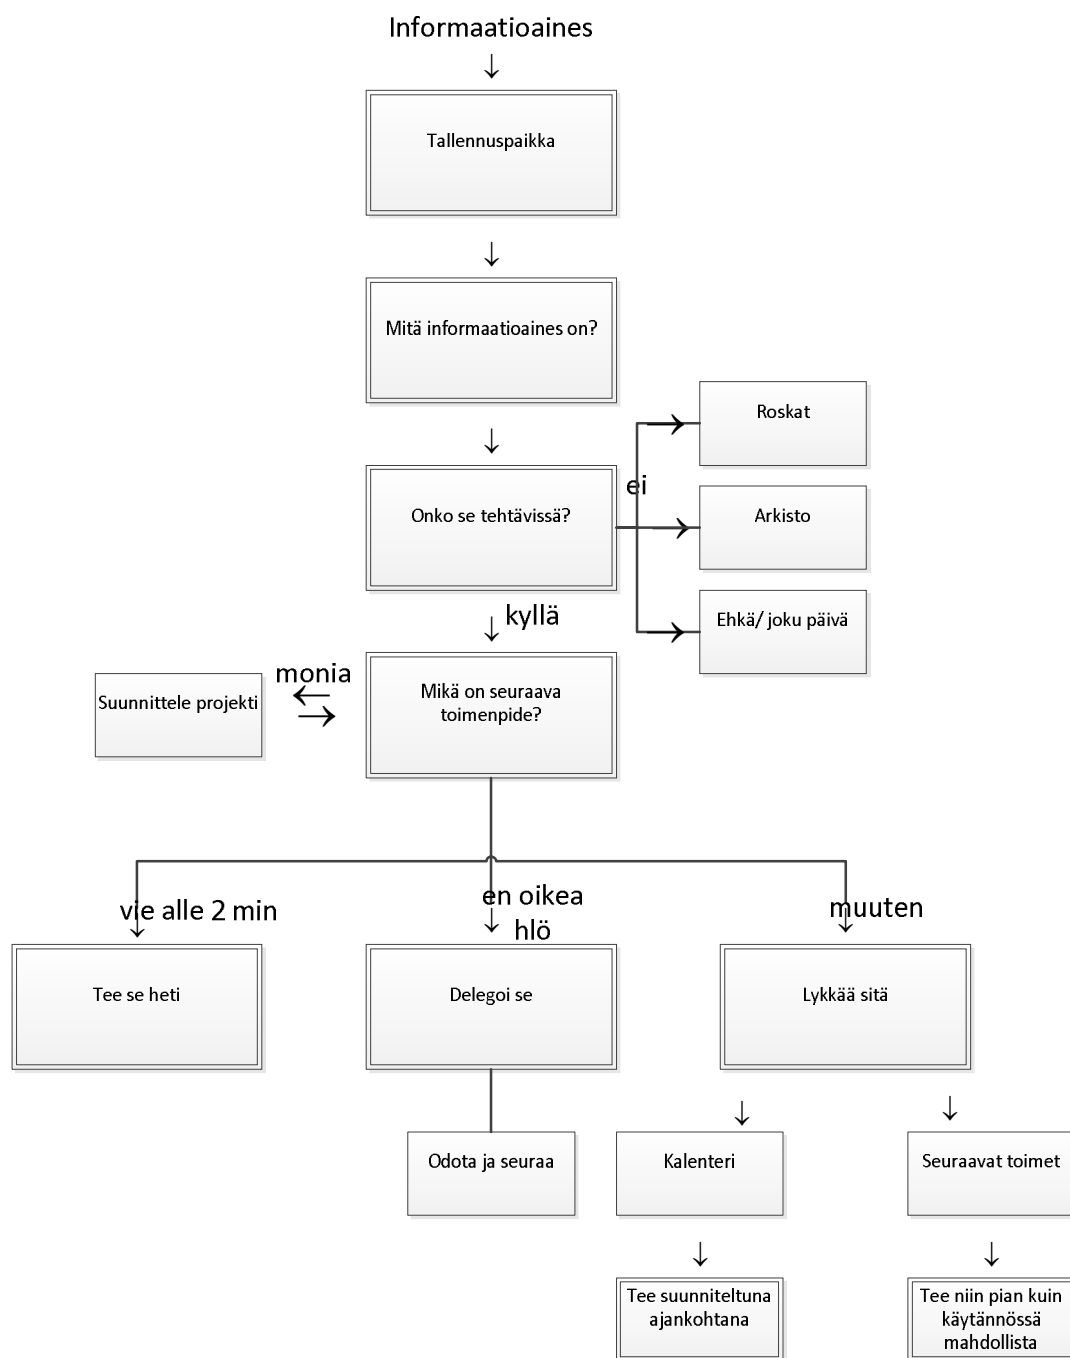 Informaatioaines
Tallennuspaikka
Mitä informaatioaines on?
Roskat
ei
Onko se tehtävissä?
Arkisto
kyllä
Ehkä/ joku päivä
monia
Suunnittele projekti
Mikä on seuraava
toimenpide?
vie alle 2 min
en oikea
hlö
muuten
Tee se heti
Delegoi se
Lykkää sitä
Odota ja seuraa
Kalenteri
Seuraavat toimet
Tee suunniteltuna
ajankohtana
Tee niin pian kuin
käytännössä
mahdollista